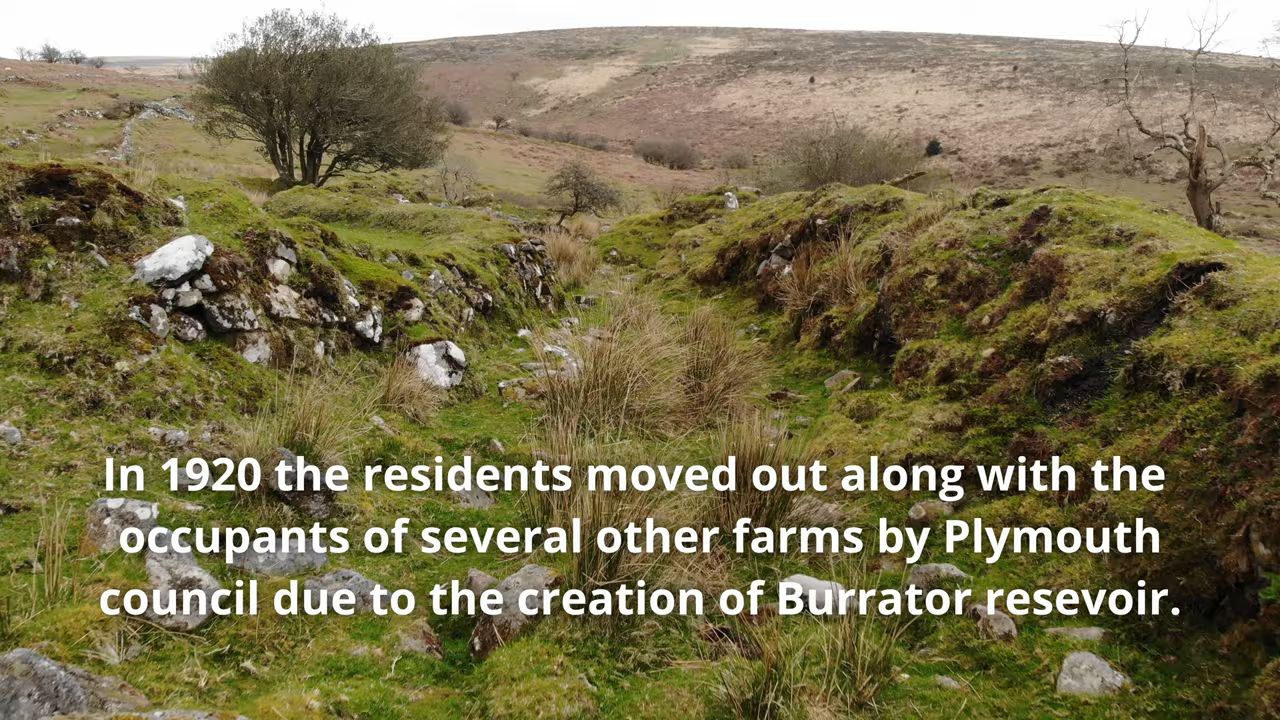 In 1920 the residents moved out along with the
occupants of several other farms by Plymouth
council due to the creation of Burrator resevoir.